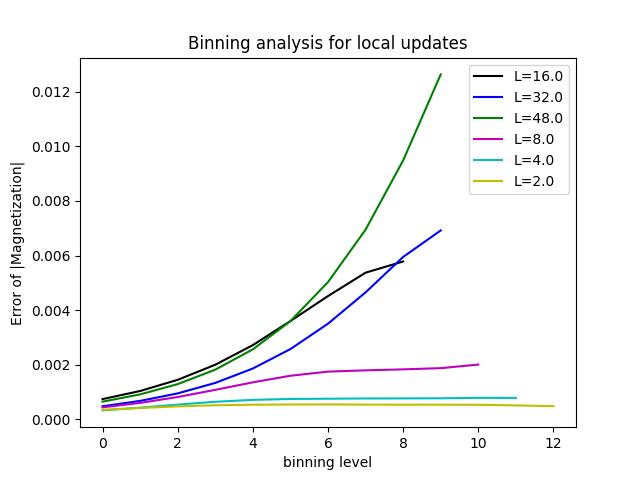 Binning analysis for local updates
Error of |Magnetization|
0.012
0.010
0.008
0.006
0.004
0.002
0.000
L=16.0
L=32.0
L=48.0
L=8.0
L=4.0
L=2.0
0 2 4 6 8 10 12
binning level